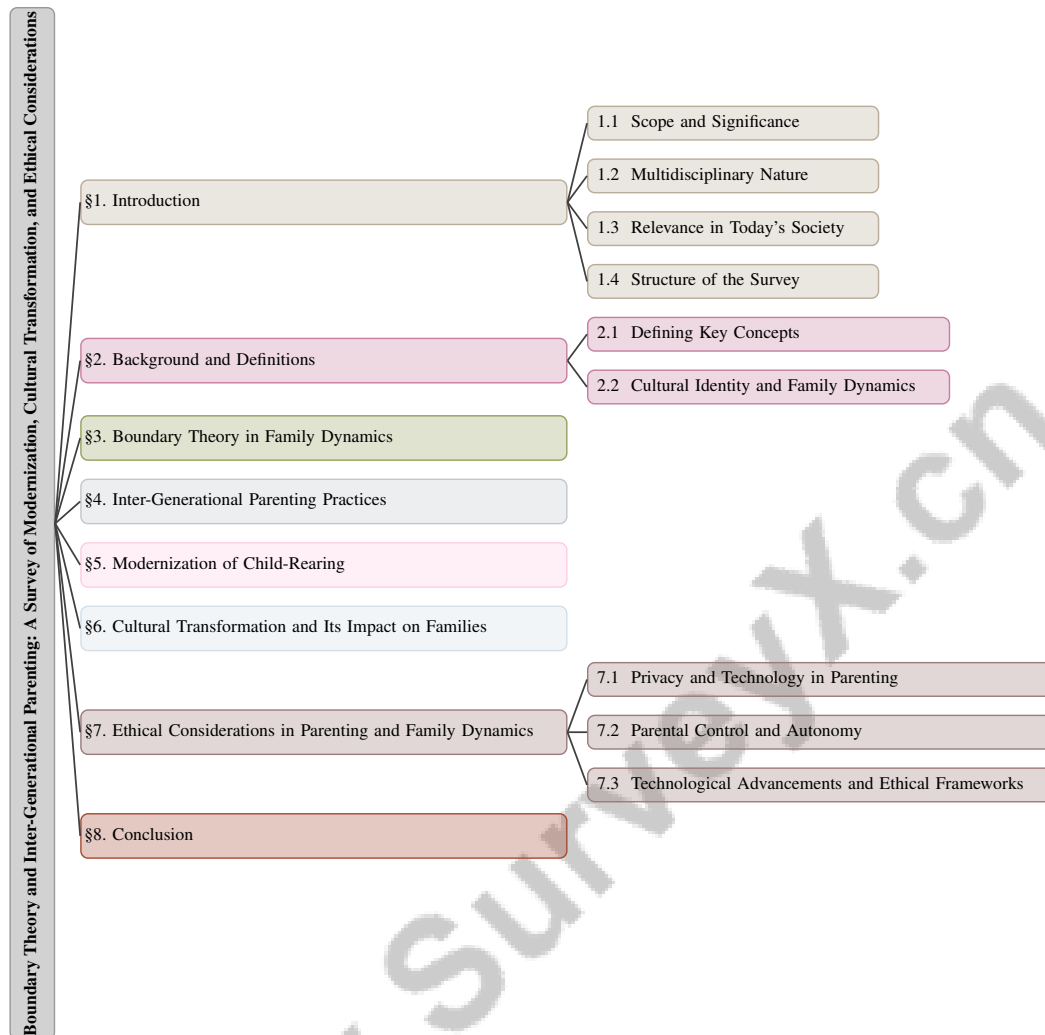 Boundary Theory and Inter-Generational Parenting: A Survey of Modernization, Cultural Transformation, and Ethical Considerations
§1. Introduction
1.1 Scope and Significance
1.2 Multidisciplinary Nature
1.3 Relevance in Today's Society
1.4 Structure of the Survey
§2. Background and Definitions
2.1 Defining Key Concepts
2.2 Cultural Identity and Family Dynamics
§3. Boundary Theory in Family Dynamics
§4. Inter-Generational Parenting Practices
§5. Modernization of Child-Rearing
§6. Cultural Transformation and Its Impact on Families
§7. Ethical Considerations in Parenting and Family Dynamics
7.1 Privacy and Technology in Parenting
7.2 Parental Control and Autonomy
7.3 Technological Advancements and Ethical Frameworks
§8. Conclusion
SurveyX.cn